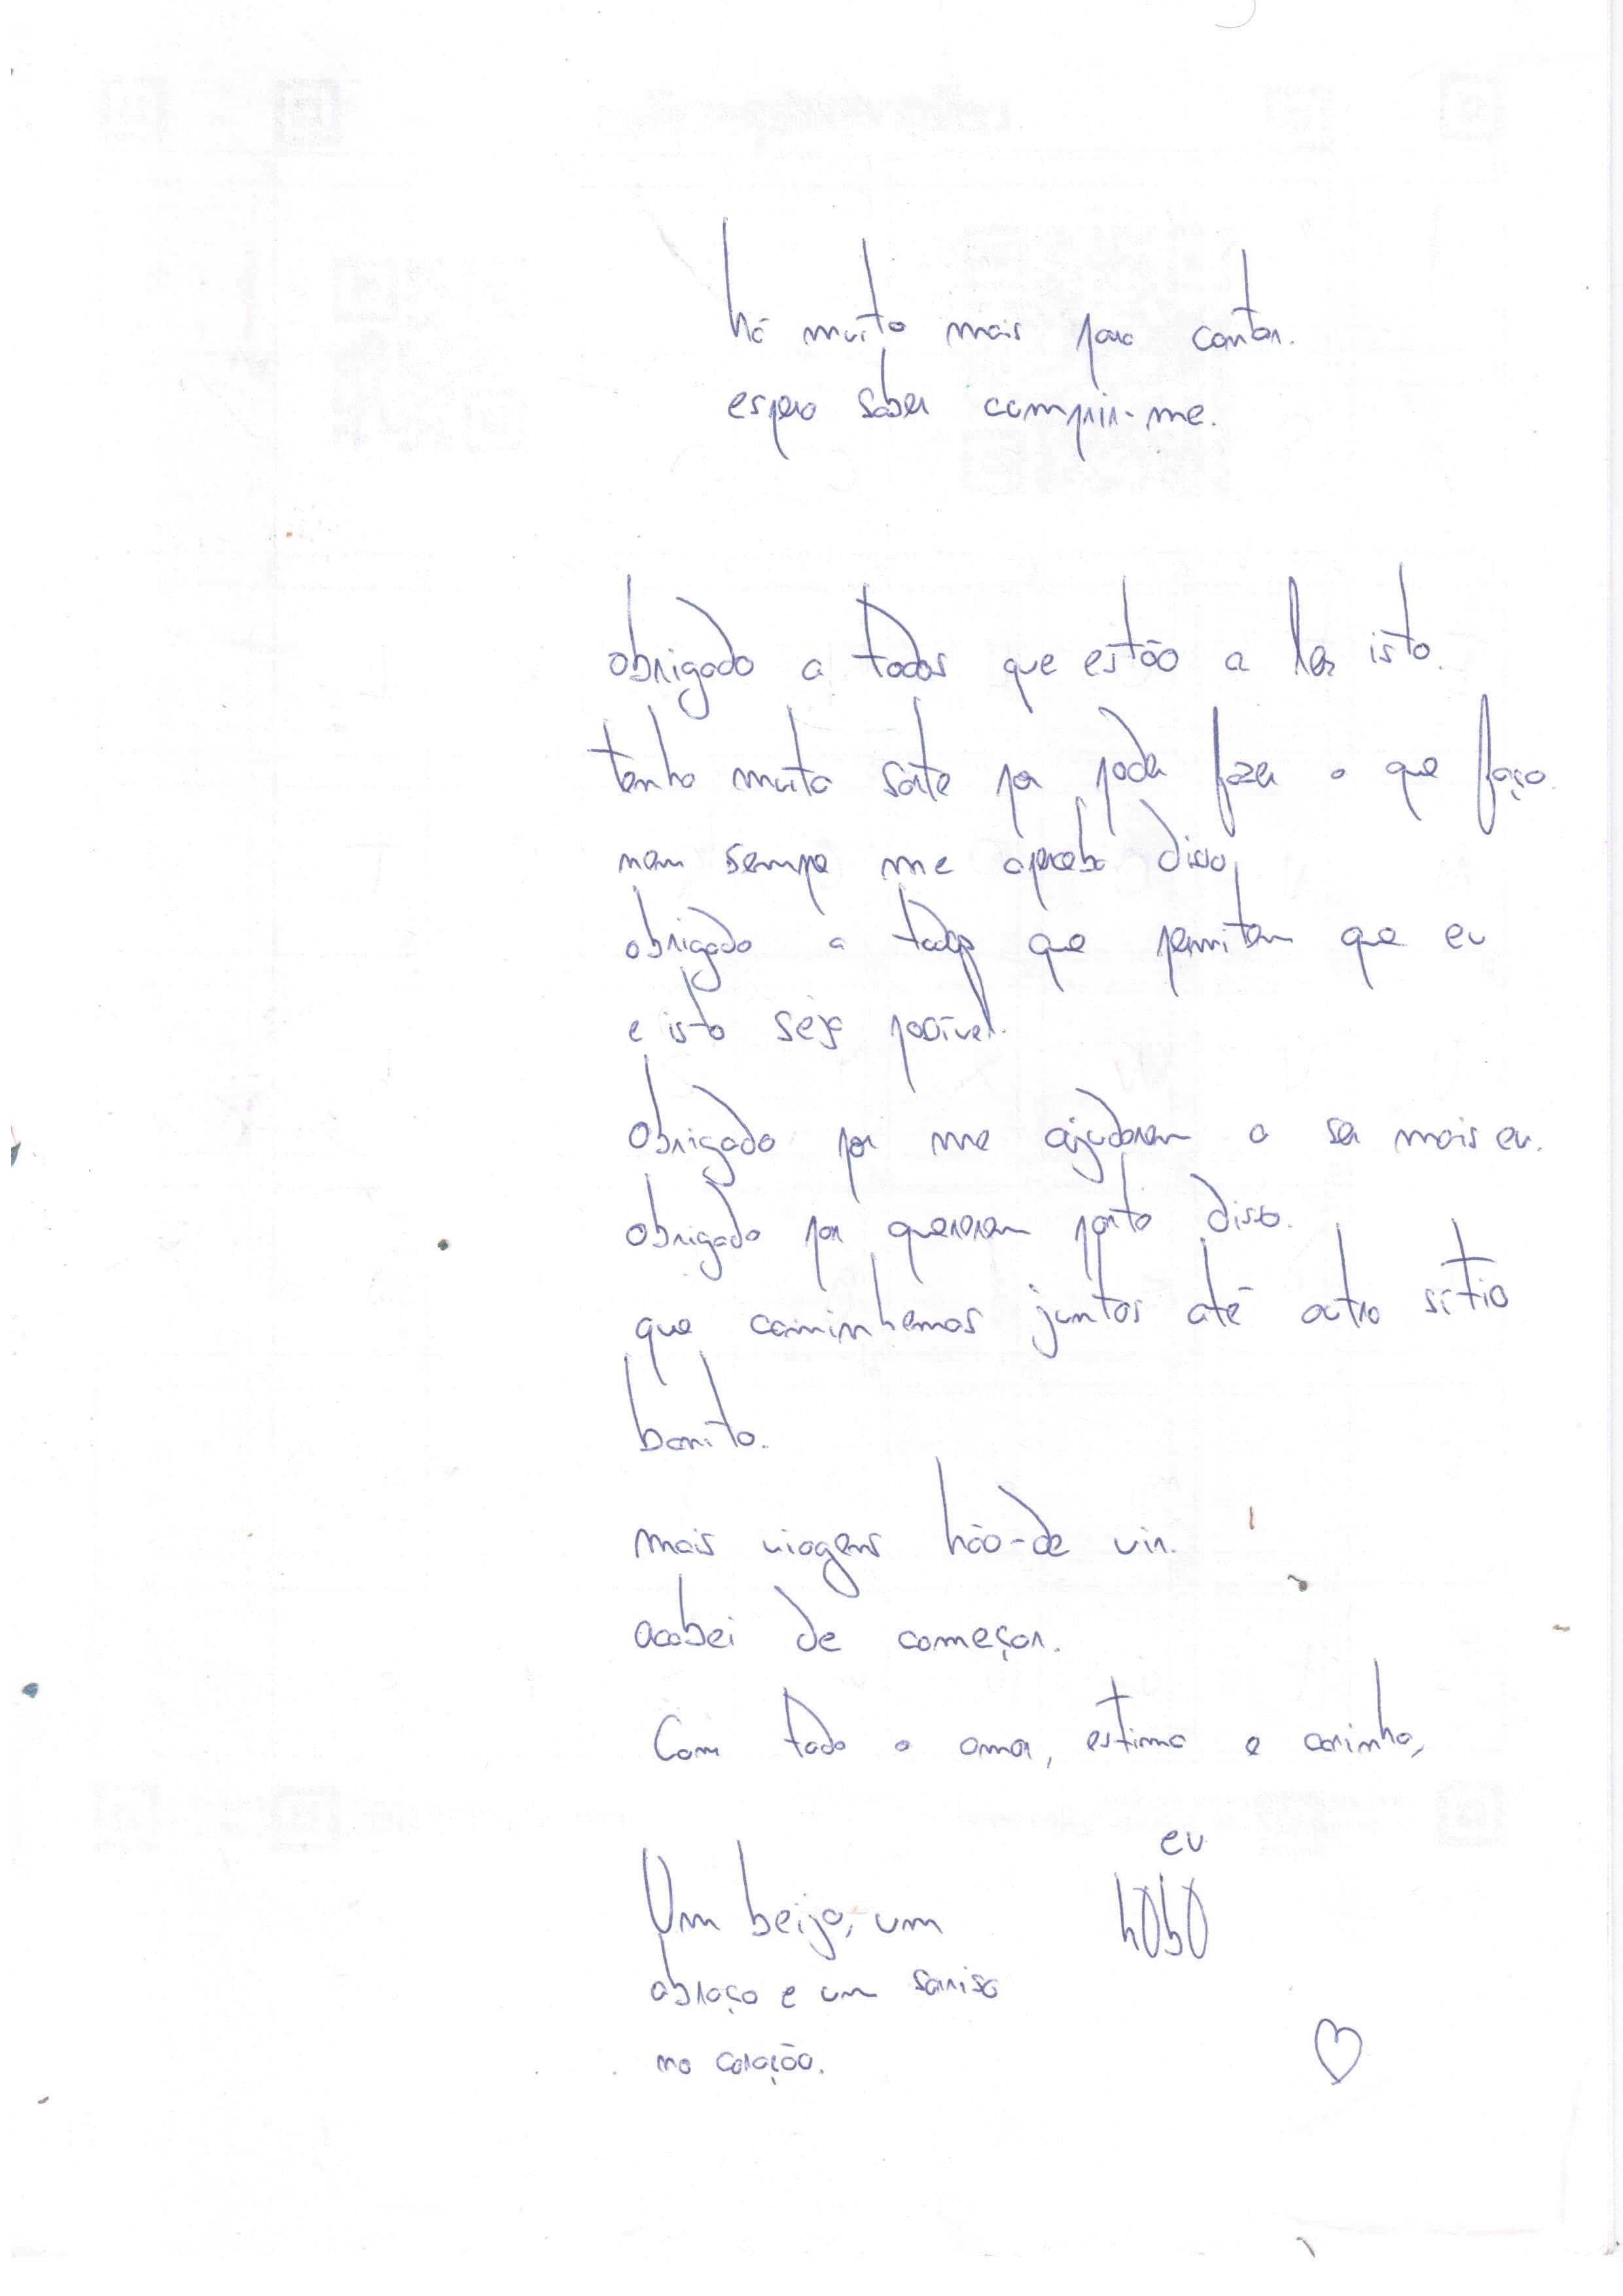 há muito mais para contar.
espero saber cumprir-me.
obrigado a todos que estão a ler isto.
tenho muita sorte por poder fazer o que faço.
nem sempre me apercebo disso.
obrigado a todos que permitem que eu
e isto seja possível.
obrigado por me ajudarem a ser mais eu.
obrigado por quererem parte disso.
que caminhemos juntos até outro sítio
bonito.
mais viagens hão-de vir.
acabei de começar.
Com todo o amor, estima e carinho,
eu
hObO
Um beijo, um
abraço e um sorriso
no coração.